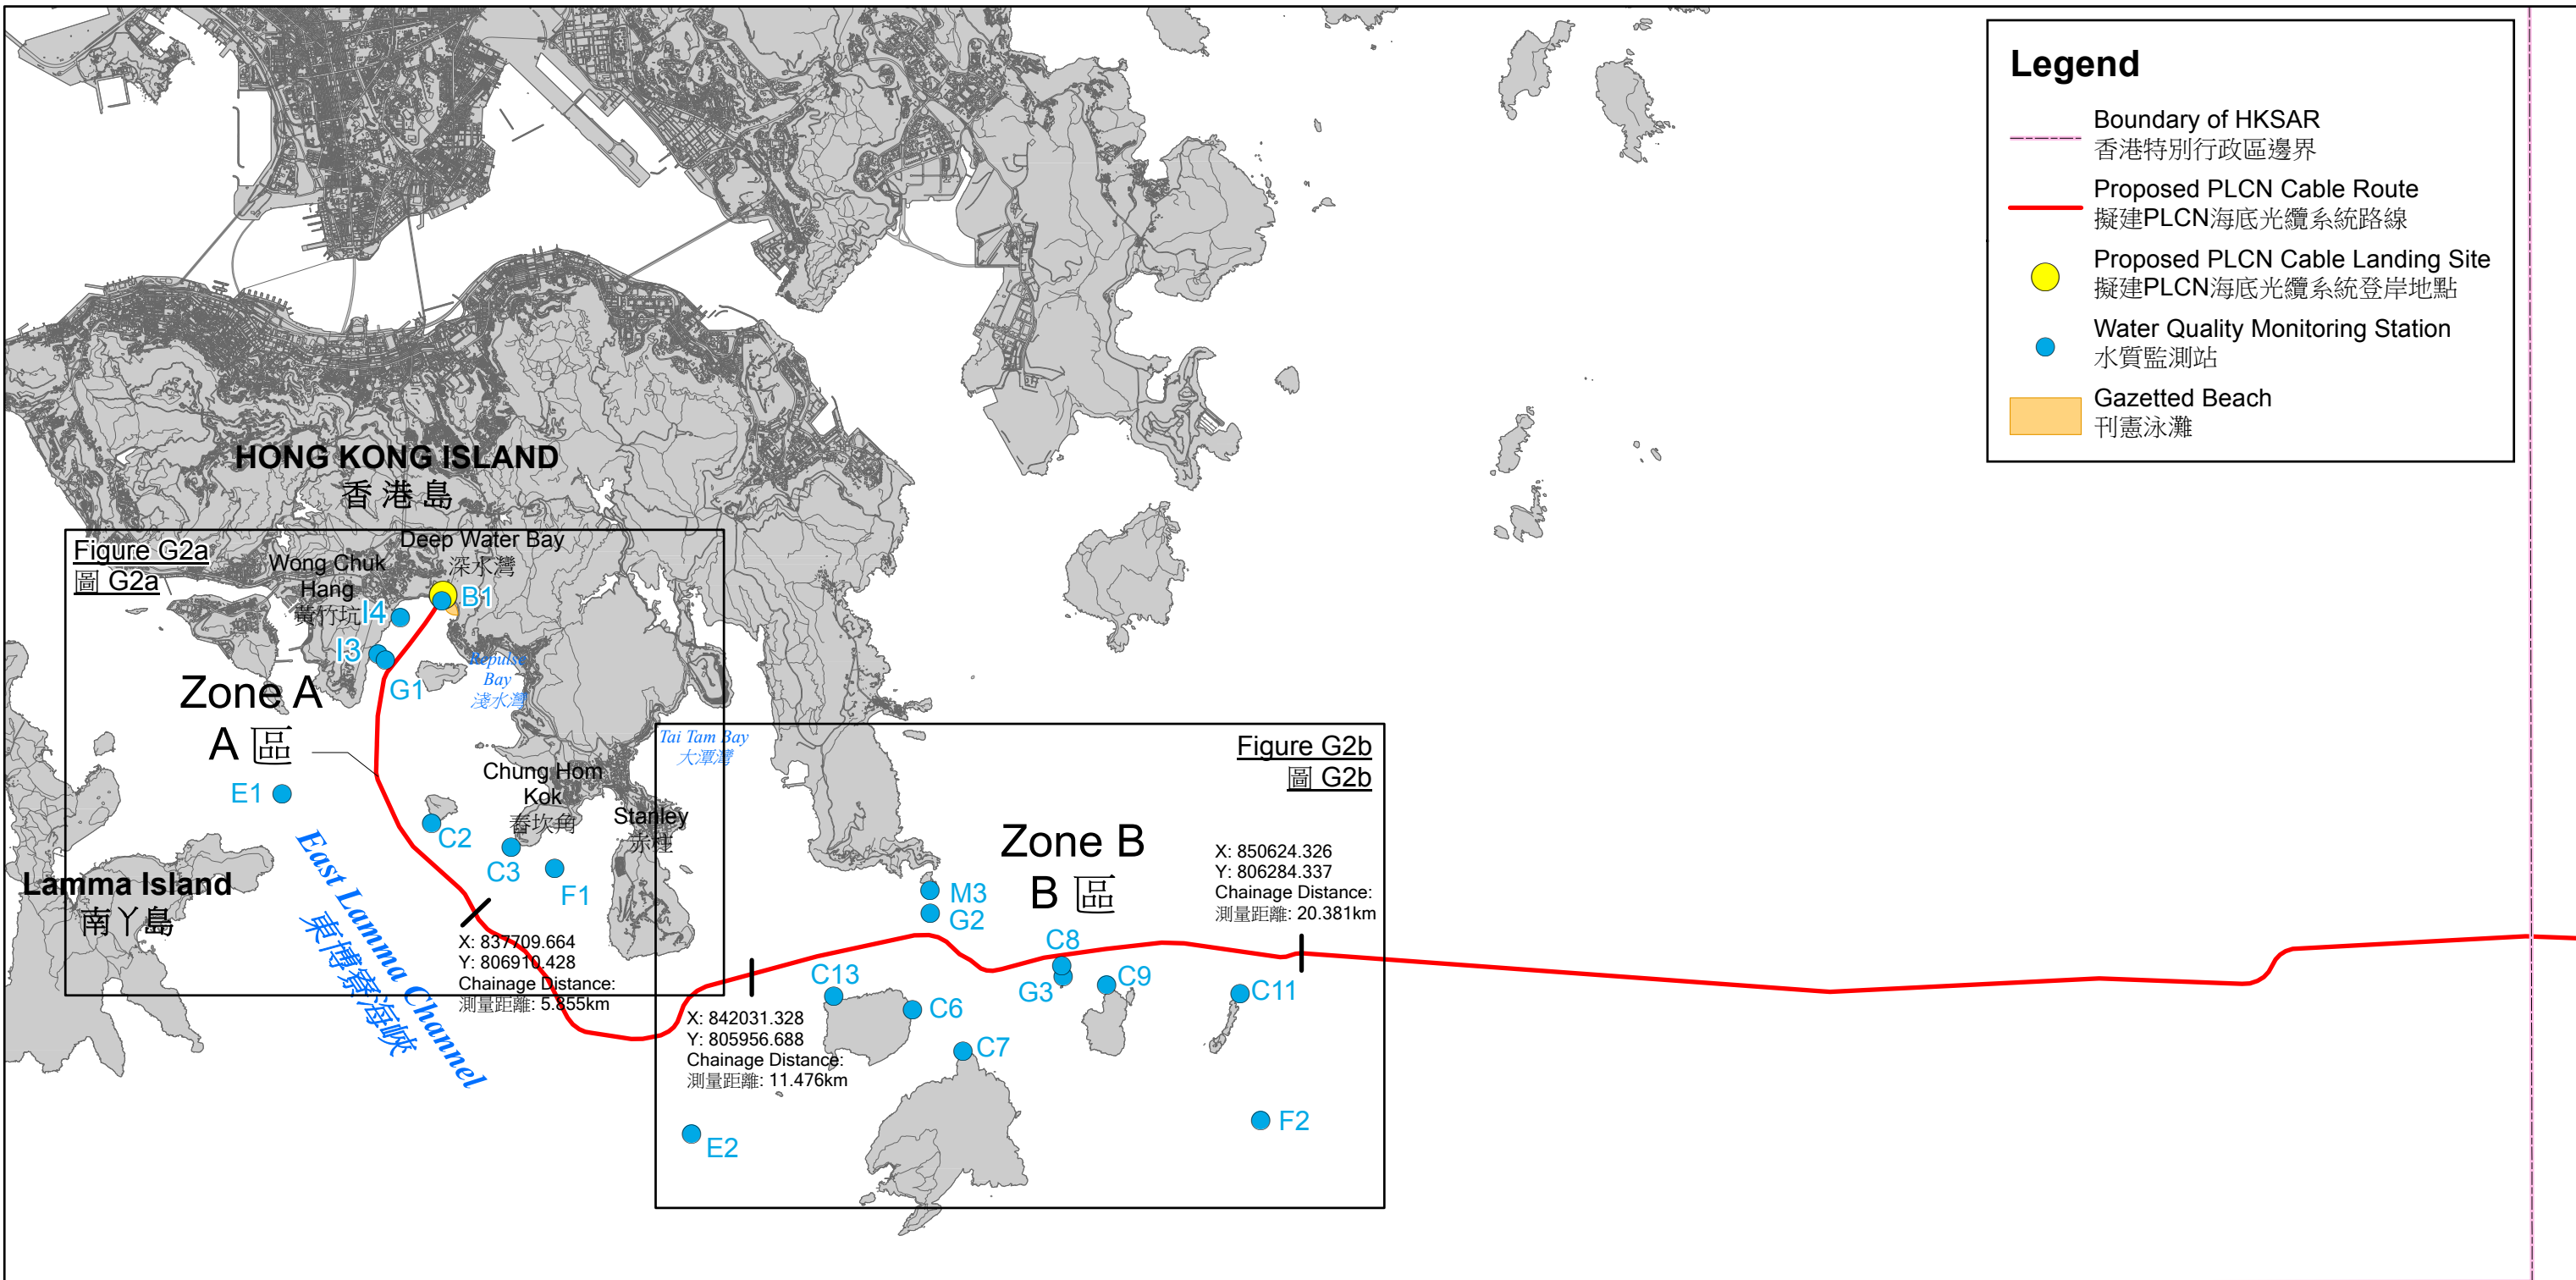 Legend
Boundary of HKSAR
香港特別行政區邊界
Proposed PLCN Cable Route
擬建PLCN海底光纜系統路線
Proposed PLCN Cable Landing Site
擬建PLCN海底光纜系統登岸地點
Water Quality Monitoring Station
水質監測站
Gazetted Beach
刊憲泳灘
HONG KONG ISLAND
香港島
Figure G2a
圖 G2a
Deep Water Bay
深水灣
Wong Chuk
Hang
黃竹坑
B1
I4
I3
G1
Repulse
Bay
淺水灣
Zone A
A 區
E1
Tai Tam Bay
大潭灣
Figure G2b
圖 G2b
Chung Hom
Kok
舂坎角
Stanley
赤柱
C2
C3
F1
Lamma Island
南丫島
East Lamma Channel
東博寮海峽
X: 837709.664
Y: 806910.428
Chainage Distance:
測量距離: 5.855km
Zone B
B 區
M3
G2
X: 850624.326
Y: 806284.337
Chainage Distance:
測量距離: 20.381km
C8
C13
G3
C9
C11
C6
C7
X: 842031.328
Y: 805956.688
Chainage Distance:
測量距離: 11.476km
E2
F2